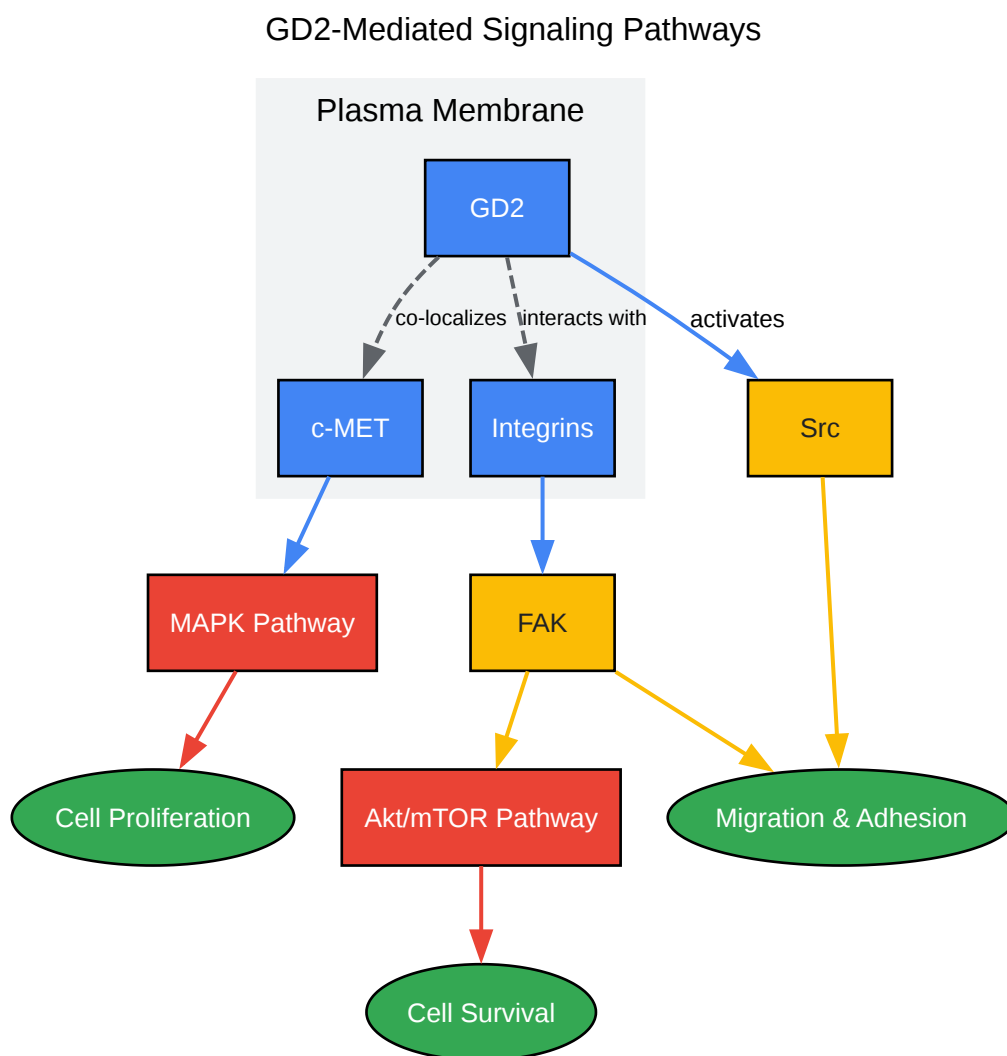 GD2-Mediated Signaling Pathways
Plasma Membrane
GD2
co-localizes
interacts with
activates
c-MET
Integrins
Src
MAPK Pathway
FAK
Cell Proliferation
Akt/mTOR Pathway
Migration & Adhesion
Cell Survival